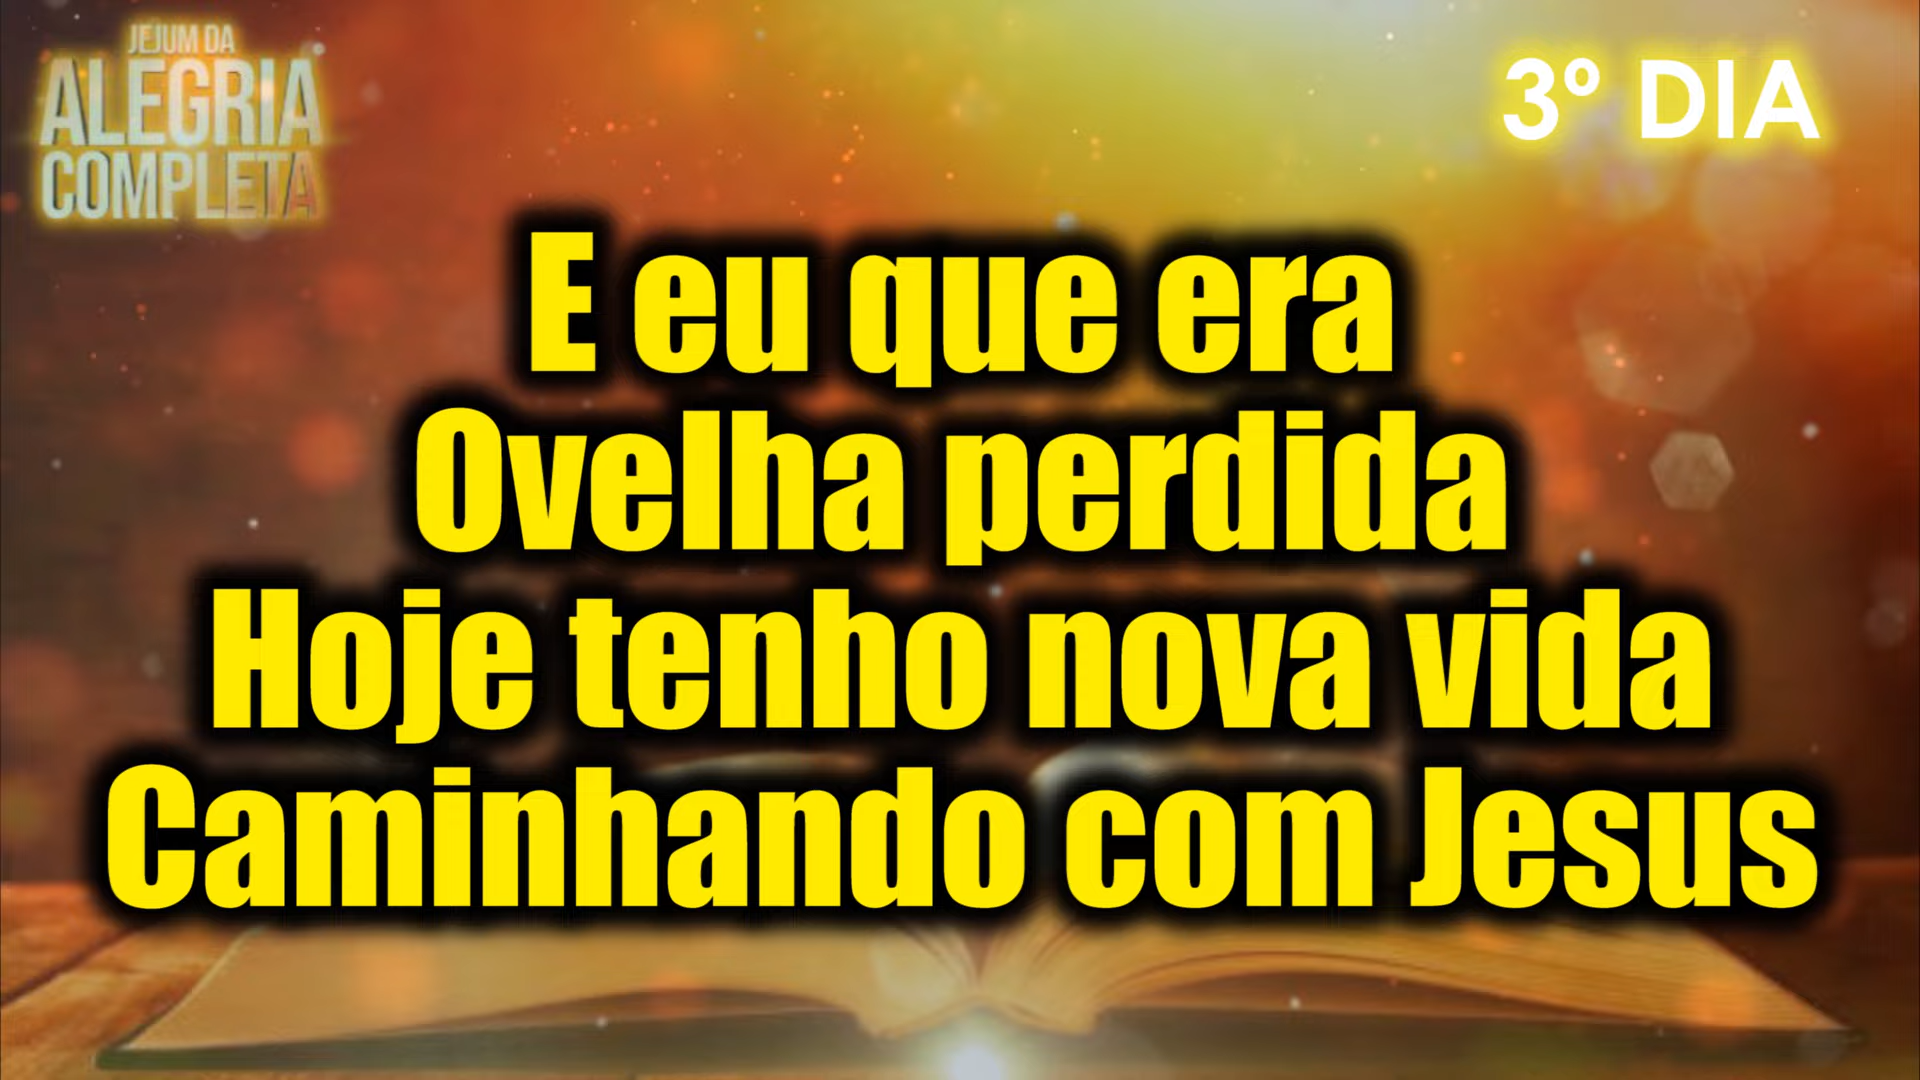 JEJUM DA
ALEGRIA
COMPLETA
3º DIA
E eu que era
Ovelha perdida
Hoje tenho nova vida
Caminhando com Jesus